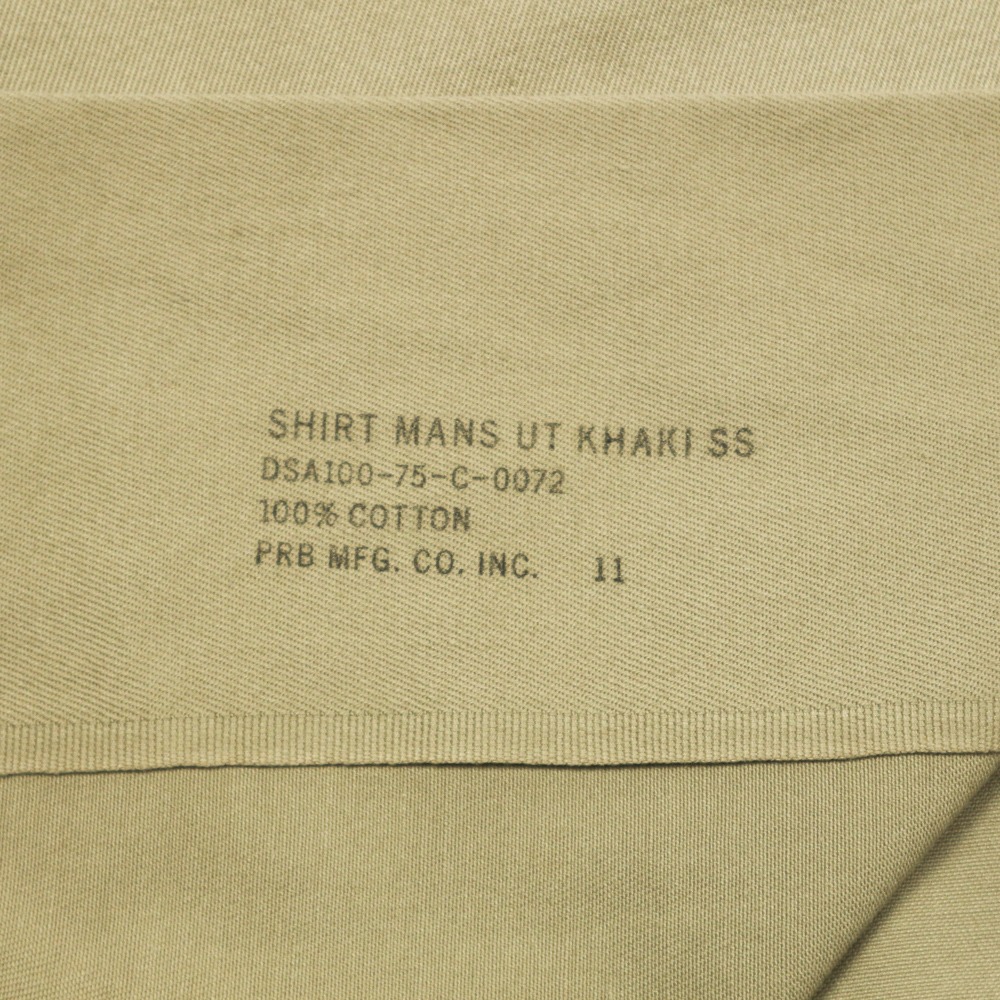 SHIRT MANS UT KHAKI SS
DSA100-75-C-0072
100% COTTON
PRB MFG. CO. INC. 11